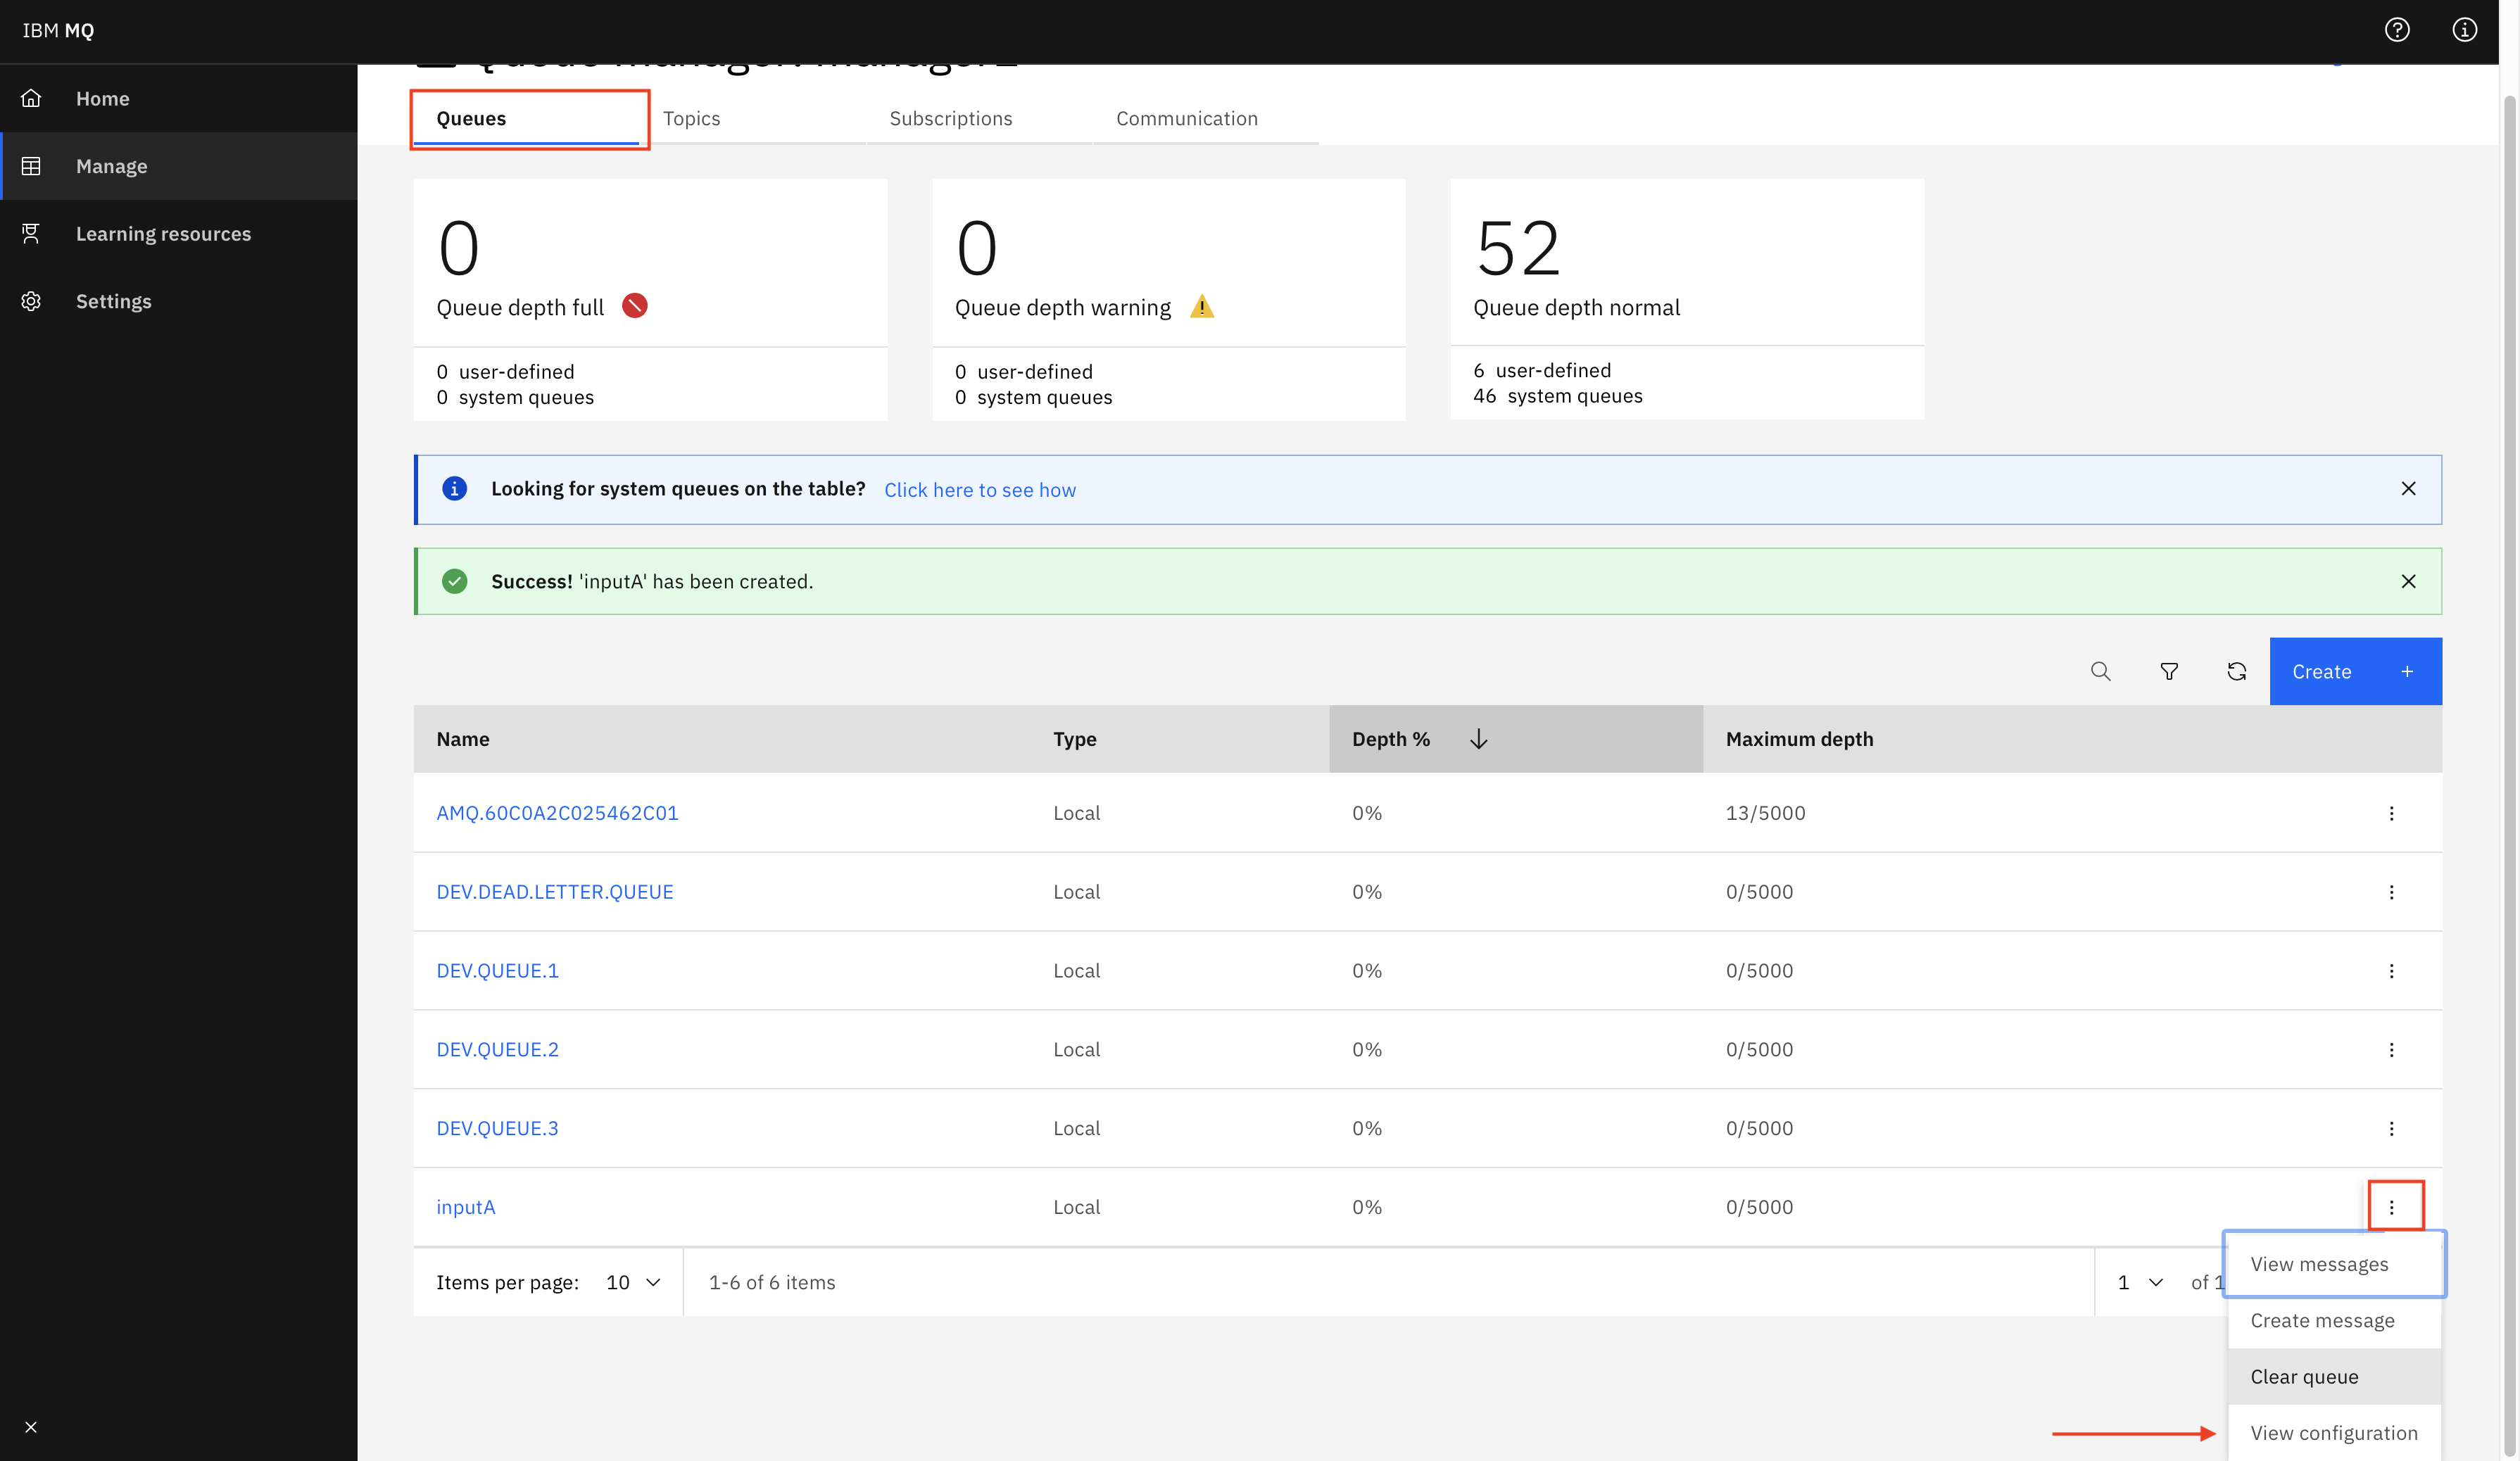 IBM MQ
Home
Manage
Learning resources
Settings
Queues
Topics
Subscriptions
Communication
0
Queue depth full
0 user-defined
0 system queues
0
Queue depth warning
0 user-defined
0 system queues
52
Queue depth normal
6 user-defined
46 system queues
Looking for system queues on the table? Click here to see how
Success! 'inputA' has been created.
Create +
Name Type Depth % Maximum depth
AMQ.60C0A2C025462C01 Local 0% 13/5000
DEV.DEAD.LETTER.QUEUE Local 0% 0/5000
DEV.QUEUE.1 Local 0% 0/5000
DEV.QUEUE.2 Local 0% 0/5000
DEV.QUEUE.3 Local 0% 0/5000
inputA Local 0% 0/5000
Items per page: 10 1-6 of 6 items 1 of 1
View messages
Create message
Clear queue
View configuration